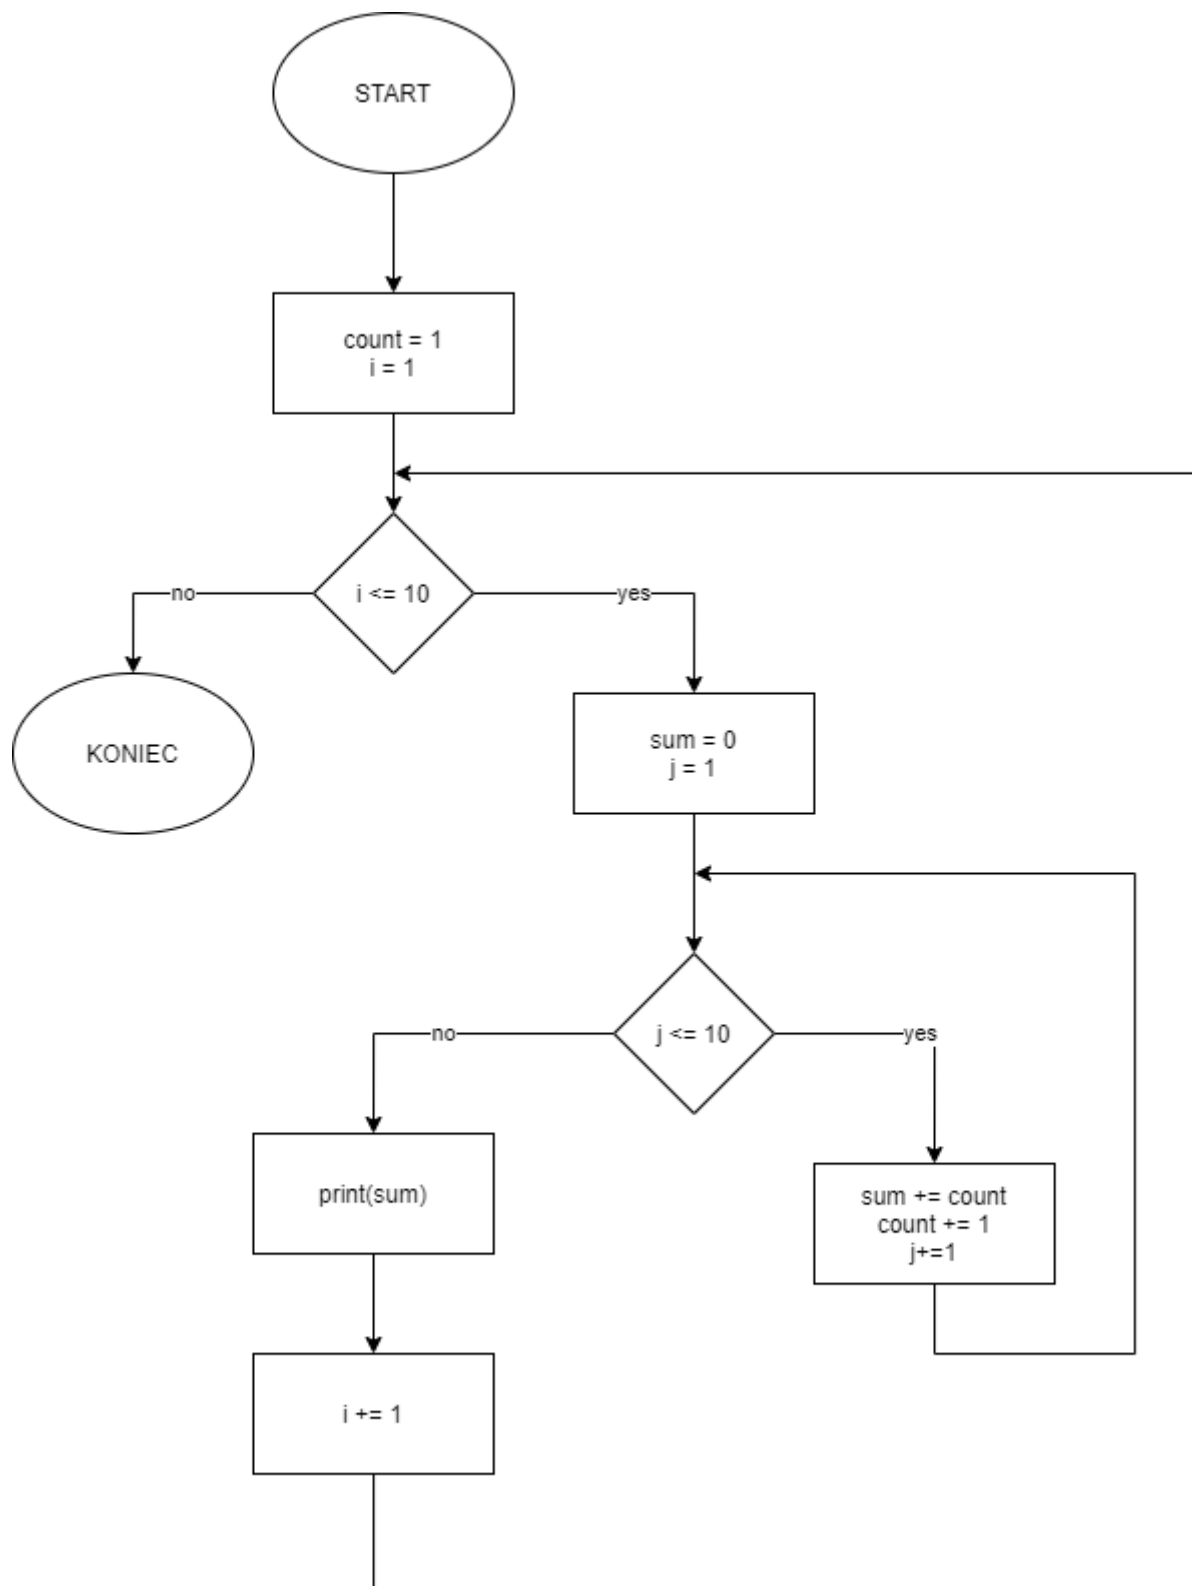 START
count = 1
i = 1
i <= 10
no
yes
KONIEC
sum = 0
j = 1
j <= 10
no
yes
print(sum)
sum += count
count += 1
j+=1
i += 1